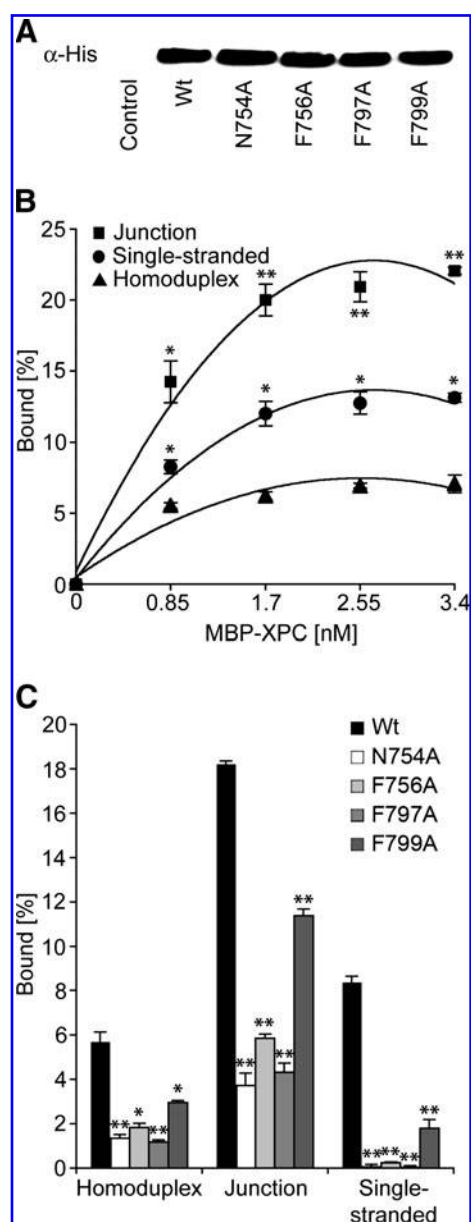 A
α-His
Control
Wt
N754A
F756A
F797A
F799A
B
Junction
Single-stranded
Homoduplex
25
20
15
10
5
0
Bound [%]
*
**
**
**
*
*
*
*
0 0.85 1.7 2.55 3.4
MBP-XPC [nM]
C
20
18
16
14
12
10
8
6
4
2
0
Bound [%]
Wt
N754A
F756A
F797A
F799A
** * ** *
** ** ** **
** ** ** **
Homoduplex Junction Single-stranded